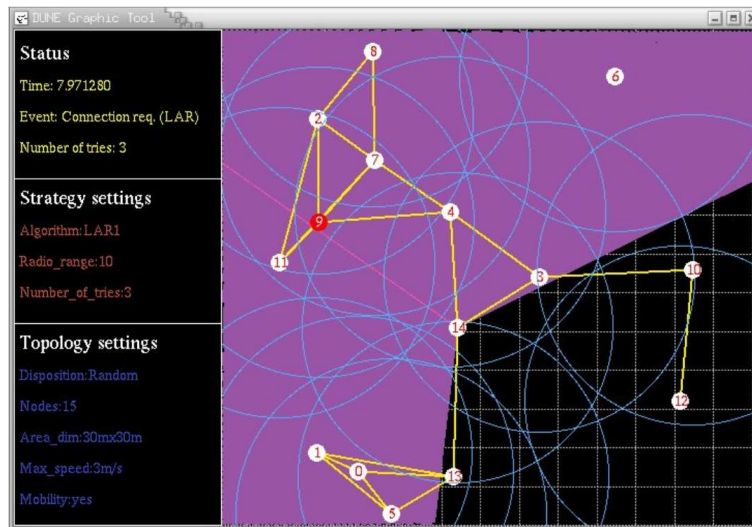 DUNE Graphic Tool
Status
Time: 7.971280
Event: Connection req. (LAR)
Number of tries: 3
Strategy settings
Algorithm:LAR1
Radio_range:10
Number_of_tries:3
Topology settings
Disposition:Random
Nodes:15
Area_dim:30mx30m
Max_speed:3m/s
Mobility:yes
8
6
2
7
4
9
11
10
3
14
12
1
0
13
5